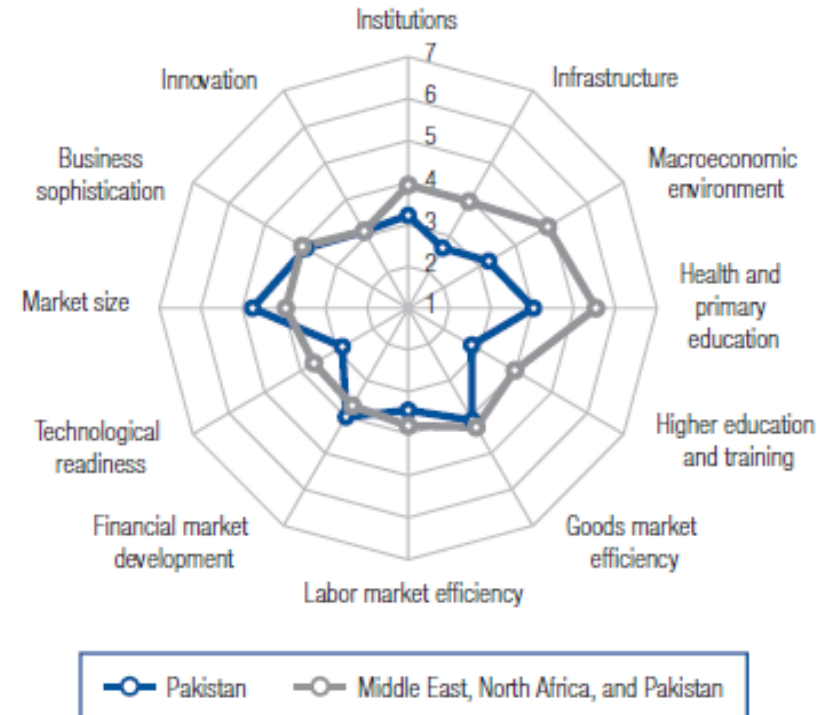 Institutions
Innovation
Infrastructure
Business
sophistication
Macroeconomic
environment
Market size
Health and
primary
education
Technological
readiness
Higher education
and training
Financial market
development
Goods market
efficiency
Labor market efficiency
7
6
5
4
3
2
1
Pakistan
Middle East, North Africa, and Pakistan